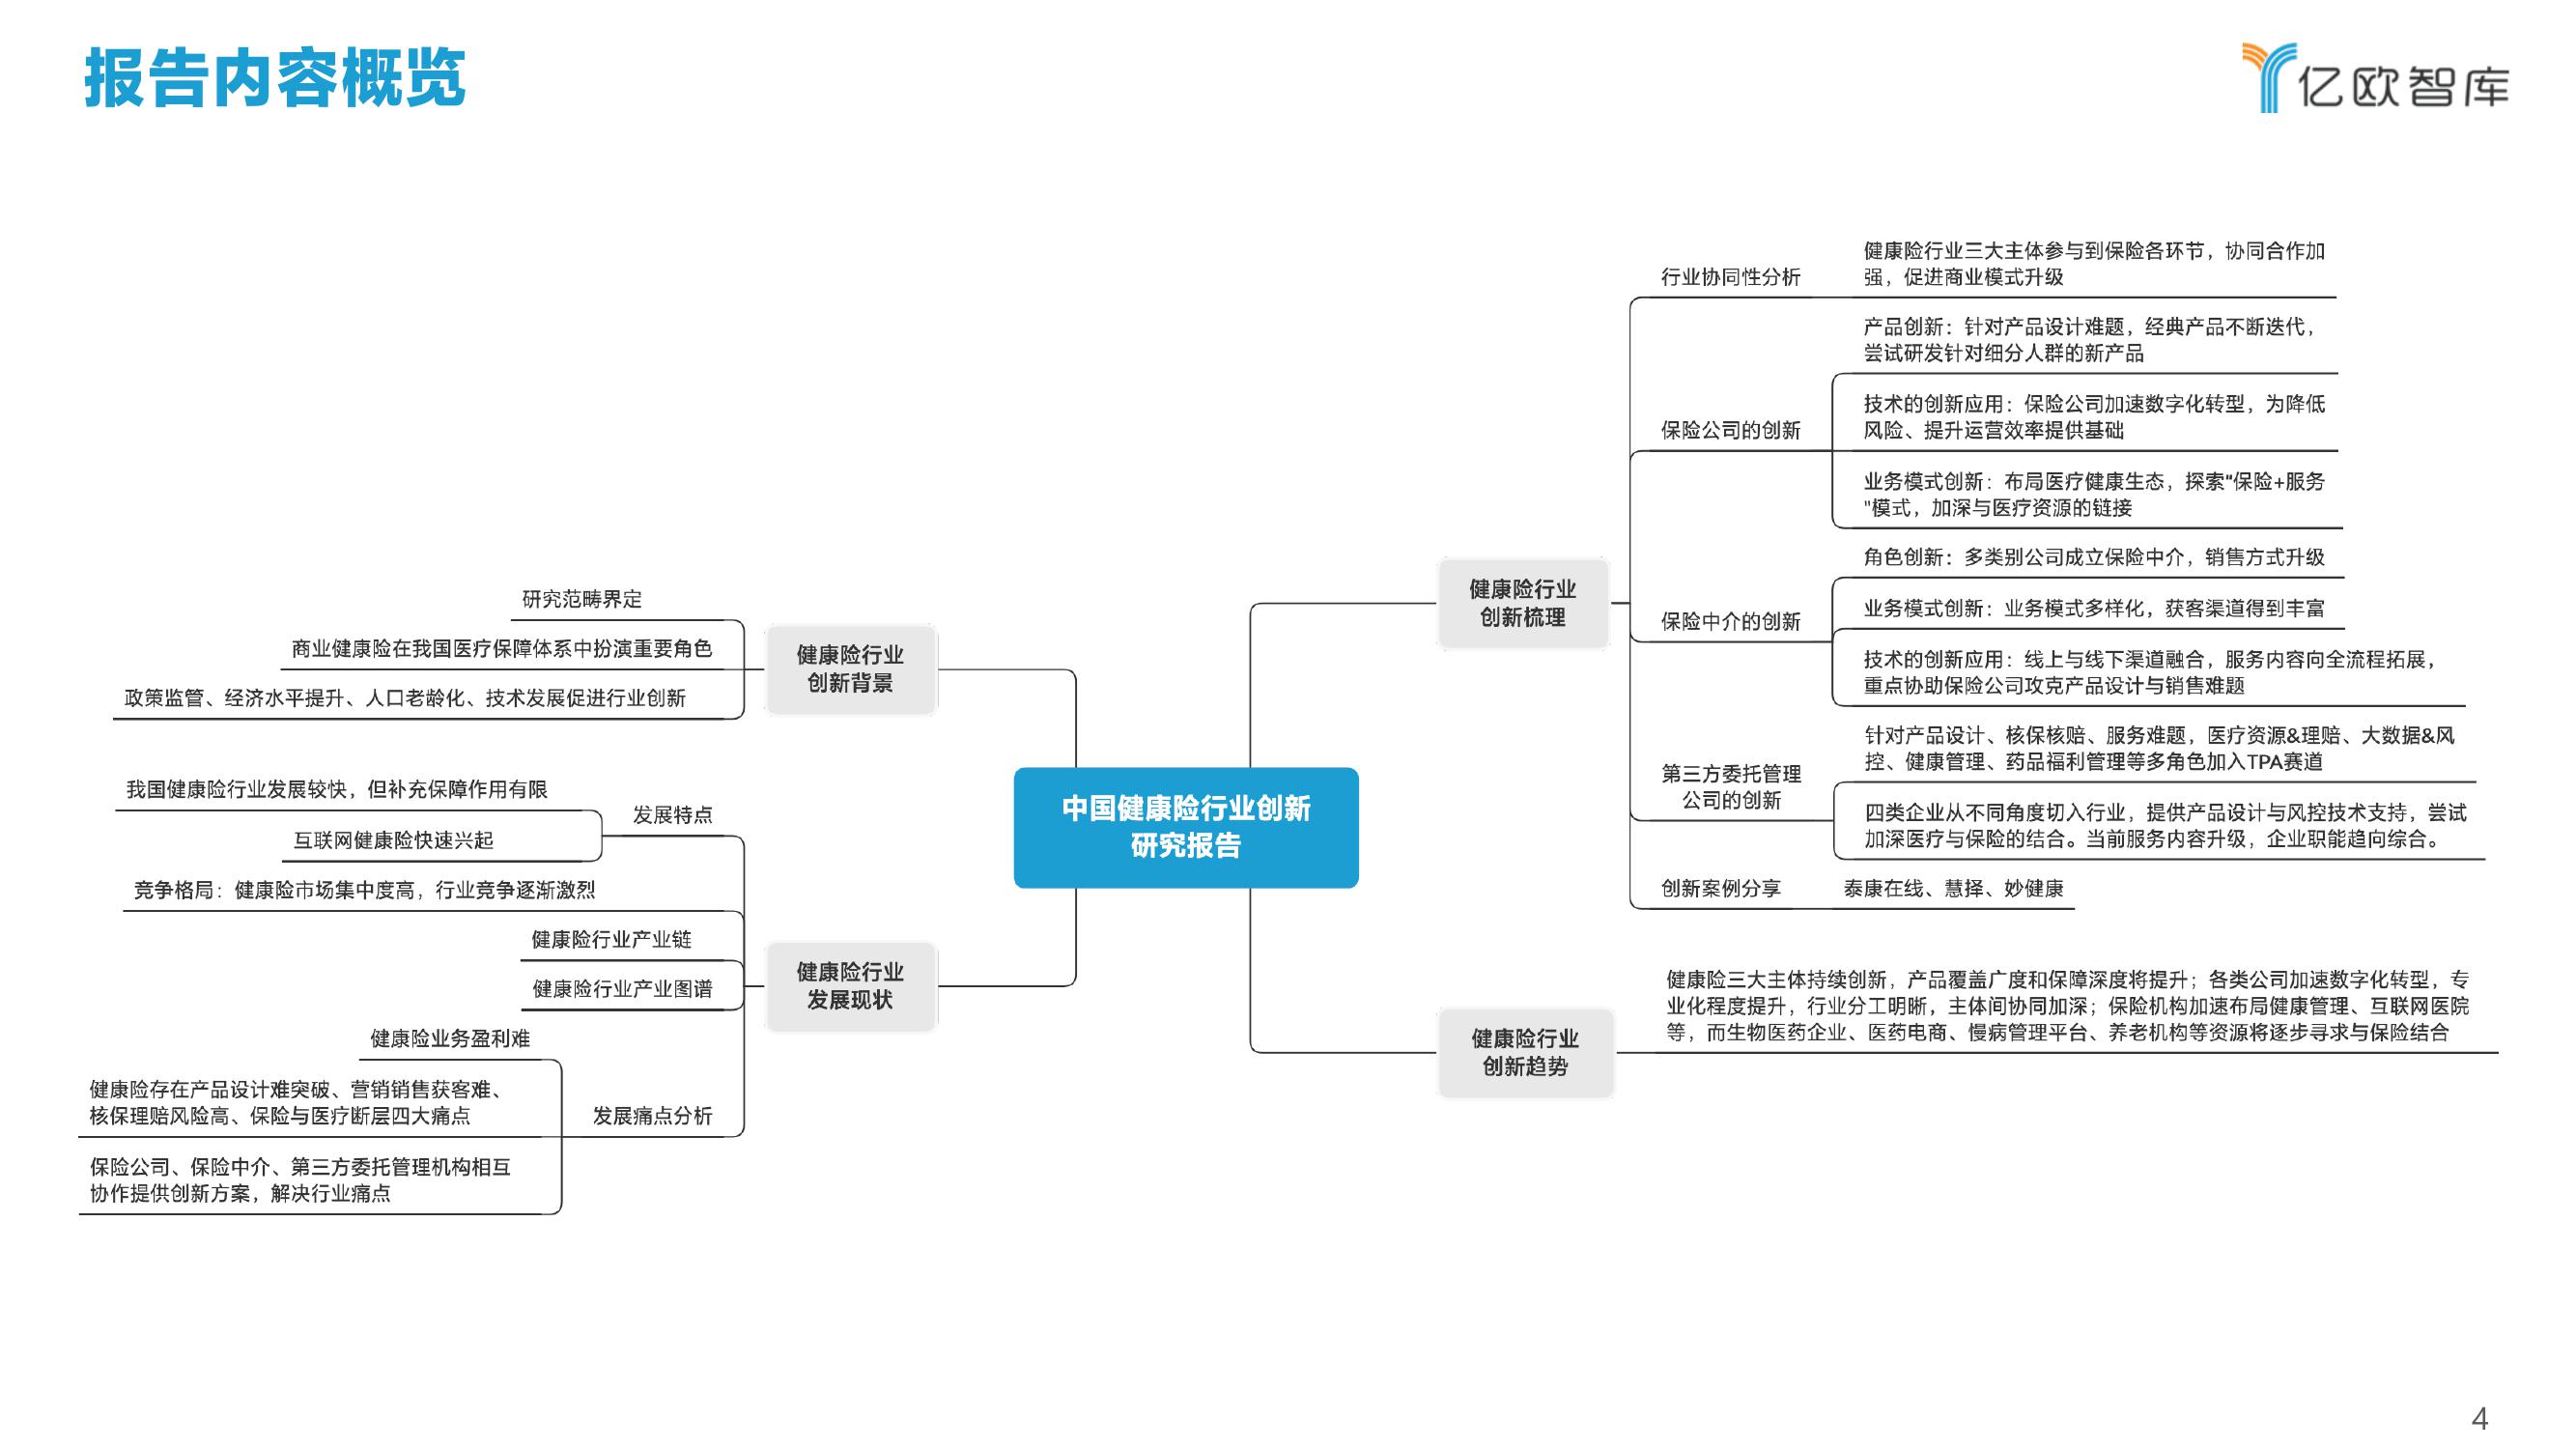 报告内容概览
亿欧智库
研究范畴界定
商业健康险在我国医疗保障体系中扮演重要角色
政策监管、经济水平提升、人口老龄化、技术发展促进行业创新
健康险行业
创新背景
我国健康险行业发展较快，但补充保障作用有限
互联网健康险快速兴起
发展特点
竞争格局：健康险市场集中度高，行业竞争逐渐激烈
健康险行业产业链
健康险行业产业图谱
健康险业务盈利难
健康险存在产品设计难突破、营销销售获客难、
核保理赔风险高、保险与医疗断层四大痛点
保险公司、保险中介、第三方委托管理机构相互
协作提供创新方案，解决行业痛点
发展痛点分析
健康险行业
发展现状
中国健康险行业创新
研究报告
健康险行业
创新梳理
行业协同性分析
健康险行业三大主体参与到保险各环节，协同合作加
强，促进商业模式升级
保险公司的创新
产品创新：针对产品设计难题，经典产品不断迭代，
尝试研发针对细分人群的新产品
技术的创新应用：保险公司加速数字化转型，为降低
风险、提升运营效率提供基础
业务模式创新：布局医疗健康生态，探索"保险+服务
"模式，加深与医疗资源的链接
保险中介的创新
角色创新：多类别公司成立保险中介，销售方式升级
业务模式创新：业务模式多样化，获客渠道得到丰富
技术的创新应用：线上与线下渠道融合，服务内容向全流程拓展，
重点协助保险公司攻克产品设计与销售难题
第三方委托管理
公司的创新
针对产品设计、核保核赔、服务难题，医疗资源&理赔、大数据&风
控、健康管理、药品福利管理等多角色加入TPA赛道
四类企业从不同角度切入行业，提供产品设计与风控技术支持，尝试
加深医疗与保险的结合。当前服务内容升级，企业职能趋向综合。
创新案例分享
泰康在线、慧择、妙健康
健康险行业
创新趋势
健康险三大主体持续创新，产品覆盖广度和保障深度将提升；各类公司加速数字化转型，专
业化程度提升，行业分工明晰，主体间协同加深；保险机构加速布局健康管理、互联网医院
等，而生物医药企业、医药电商、慢病管理平台、养老机构等资源将逐步寻求与保险结合
4